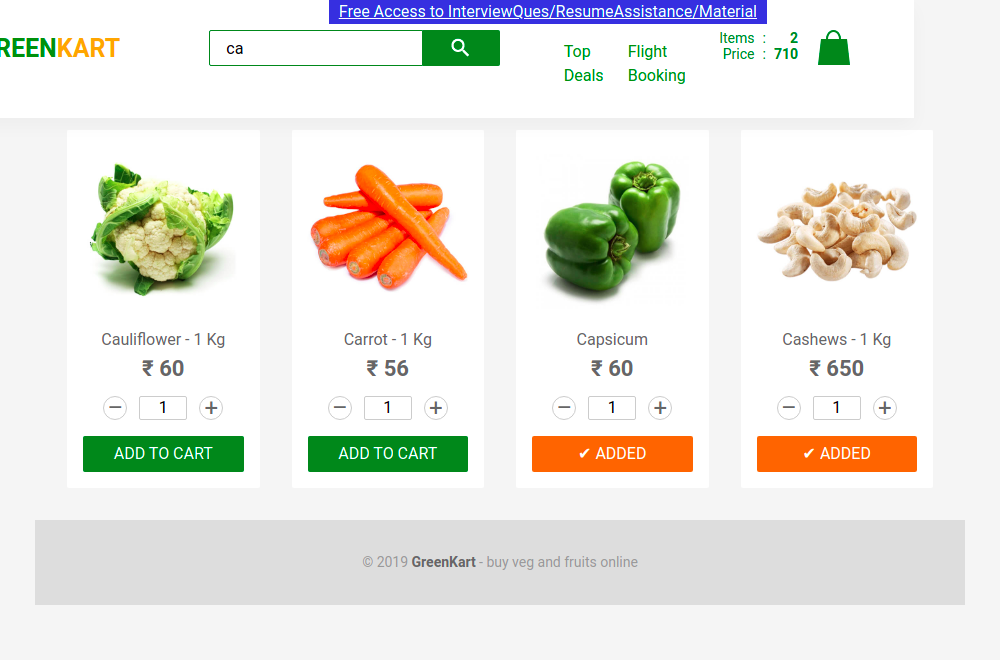 Free Access to InterviewQues/ResumeAssistance/Material
REENKART
ca
Top Deals
Flight Booking
Items : 2
Price : 710
Cauliflower - 1 Kg
₹ 60
− 1 +
ADD TO CART
Carrot - 1 Kg
₹ 56
− 1 +
ADD TO CART
Capsicum
₹ 60
− 1 +
✔ ADDED
Cashews - 1 Kg
₹ 650
− 1 +
✔ ADDED
© 2019 GreenKart - buy veg and fruits online